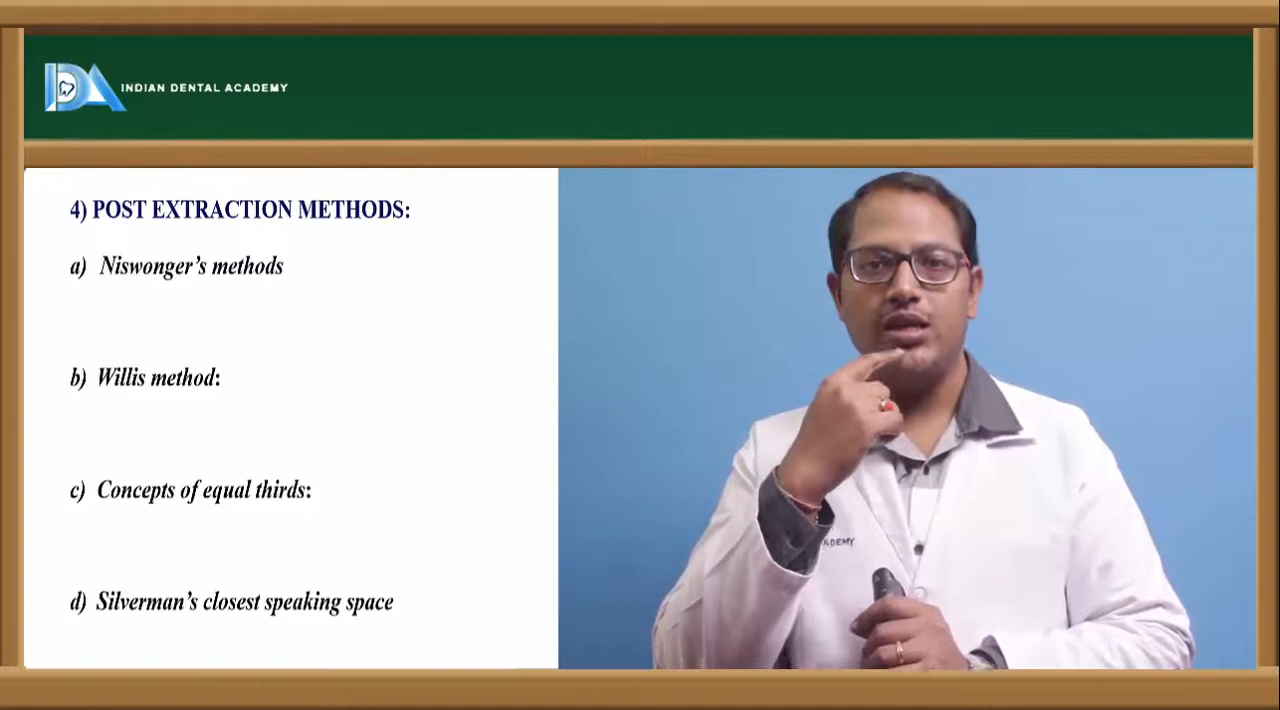 INDIAN DENTAL ACADEMY
4) POST EXTRACTION METHODS:
a) Niswonger’s methods
b) Willis method:
c) Concepts of equal thirds:
d) Silverman’s closest speaking space